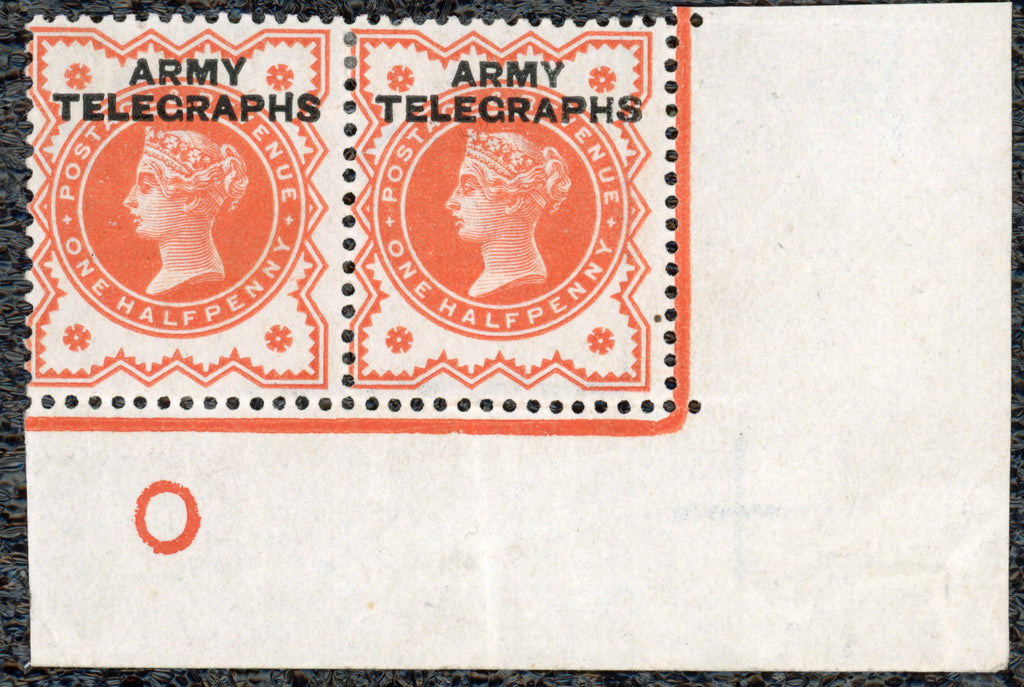 ARMY
TELEGRAPHS
POSTAGE & REVENUE
ONE HALFPENNY
ARMY
TELEGRAPHS
POSTAGE & REVENUE
ONE HALFPENNY
O